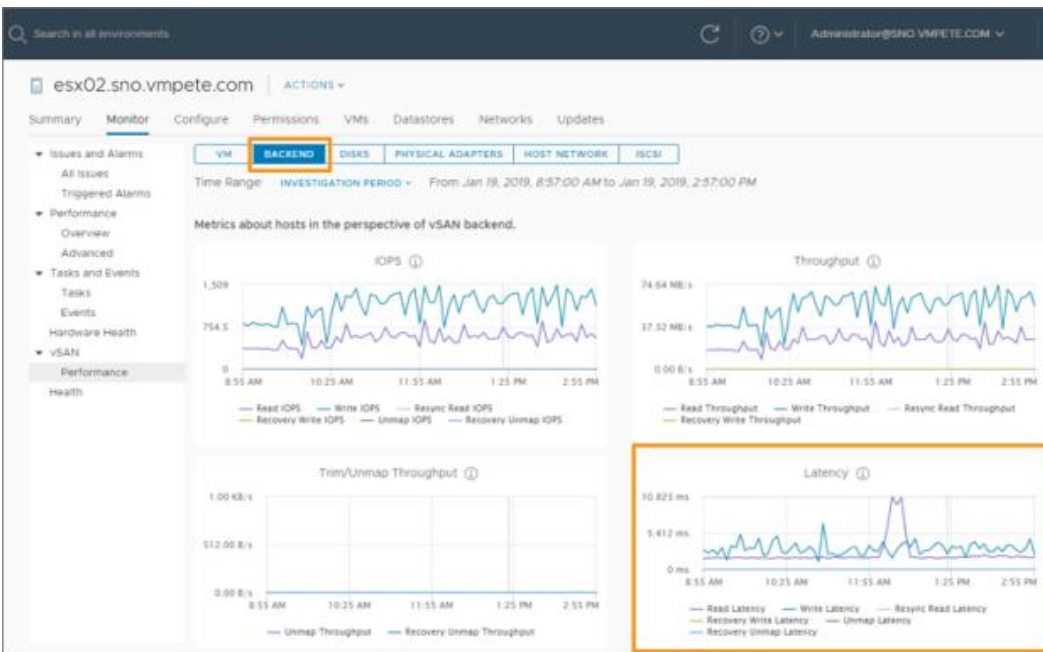 Search in all environments
Administrator@SNO.VMPETE.COM
esx02.sno.vmpete.com ACTIONS
Summary Monitor Configure Permissions VMs Datastores Networks Updates
Issues and Alarms
All Issues
Triggered Alarms
Performance
Overview
Advanced
Tasks and Events
Tasks
Events
Hardware Health
vSAN
Performance
Health
VM BACKEND DISKS PHYSICAL ADAPTERS HOST NETWORK ISCSI
Time Range: INVESTIGATION PERIOD From Jan 19, 2019, 8:57:00 AM to Jan 19, 2019, 2:57:00 PM
Metrics about hosts in the perspective of vSAN backend.
IOPS
1,509
754.5
0
8:55 AM 10:25 AM 11:55 AM 1:25 PM 2:55 PM
Read IOPS Write IOPS Resync Read IOPS
Recovery Write IOPS Unmap IOPS Recovery Unmap IOPS
Throughput
74.64 MB/s
37.32 MB/s
0.00 B/s
8:55 AM 10:25 AM 11:55 AM 1:25 PM 2:55 PM
Read Throughput Write Throughput Resync Read Throughput
Recovery Write Throughput
Trim/Unmap Throughput
1.00 KB/s
512.00 B/s
0.00 B/s
8:55 AM 10:25 AM 11:55 AM 1:25 PM 2:55 PM
Unmap Throughput Recovery Unmap Throughput
Latency
10.823 ms
5.412 ms
0 ms
8:55 AM 10:25 AM 11:55 AM 1:25 PM 2:55 PM
Read Latency Write Latency Resync Read Latency
Recovery Write Latency Unmap Latency
Recovery Unmap Latency